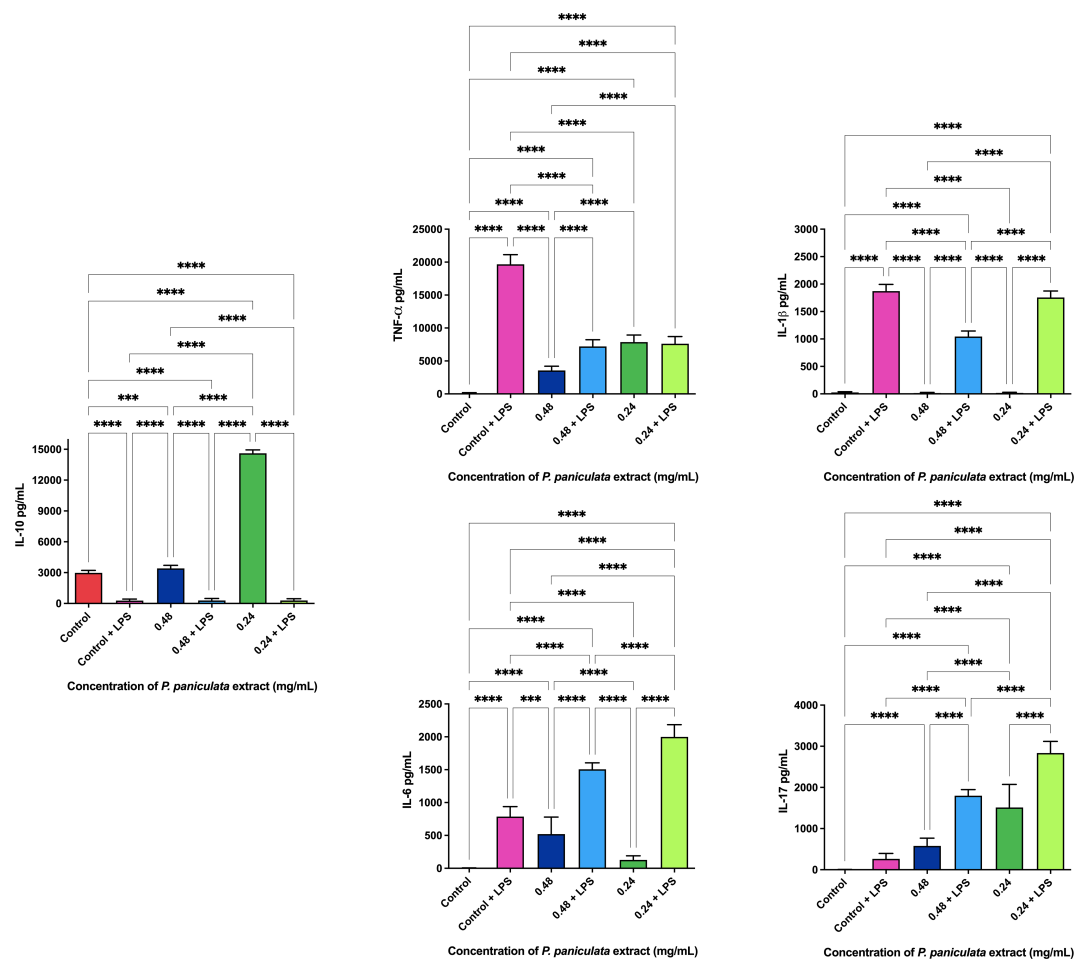 ****
****
****
****
****
*** ****
**** **** **** **** ****
IL-10 pg/mL
15000
12000
9000
6000
3000
0
Control
Control + LPS
0.48
0.48 + LPS
0.24
0.24 + LPS
Concentration of P. paniculata extract (mg/mL)
****
****
****
****
****
****
****
**** ****
**** **** ****
TNF-α pg/mL
25000
20000
15000
10000
5000
0
Control
Control + LPS
0.48
0.48 + LPS
0.24
0.24 + LPS
Concentration of P. paniculata extract (mg/mL)
****
****
****
****
**** ****
**** **** **** **** ****
IL-1β pg/mL
3000
2500
2000
1500
1000
500
0
Control
Control + LPS
0.48
0.48 + LPS
0.24
0.24 + LPS
Concentration of P. paniculata extract (mg/mL)
****
****
****
****
****
**** ****
**** ****
**** *** **** **** ****
IL-6 pg/mL
2500
2000
1500
1000
500
0
Control
Control + LPS
0.48
0.48 + LPS
0.24
0.24 + LPS
Concentration of P. paniculata extract (mg/mL)
****
****
****
****
****
****
****
**** ****
**** **** ****
IL-17 pg/mL
4000
3000
2000
1000
0
Control
Control + LPS
0.48
0.48 + LPS
0.24
0.24 + LPS
Concentration of P. paniculata extract (mg/mL)